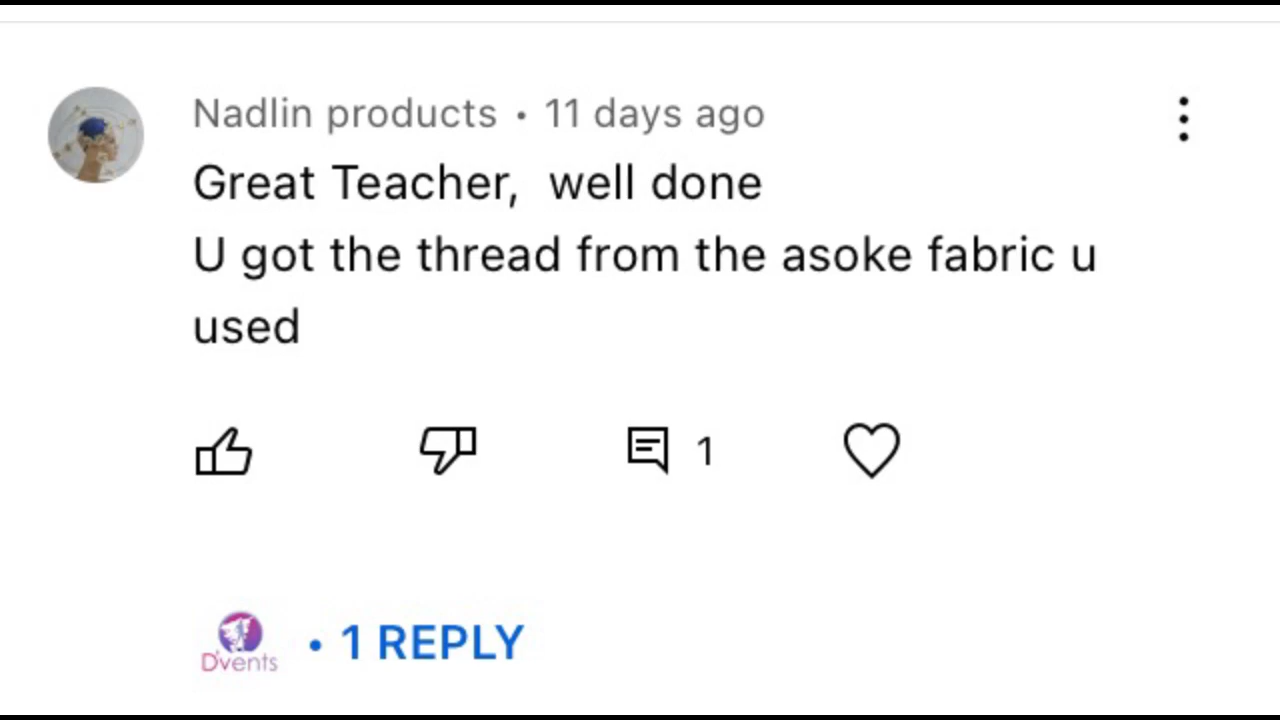 Nadlin products • 11 days ago
Great Teacher,  well done
U got the thread from the asoke fabric u
used
1
D'vents
• 1 REPLY